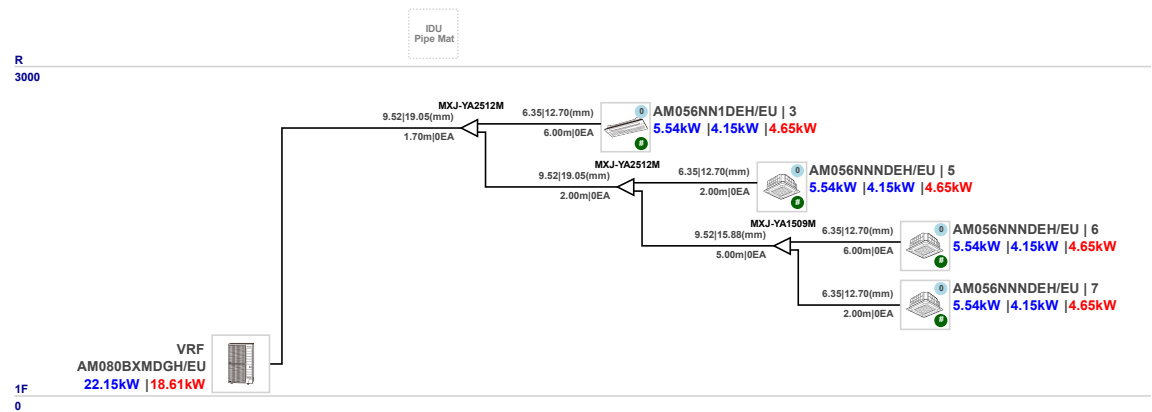 IDU
Pipe Mat
R
3000
MXJ-YA2512M
9.52|19.05(mm)
1.70m|0EA
6.35|12.70(mm)
6.00m|0EA
0
#
AM056NN1DEH/EU | 3
5.54kW |4.15kW |4.65kW
MXJ-YA2512M
9.52|19.05(mm)
2.00m|0EA
6.35|12.70(mm)
2.00m|0EA
0
#
AM056NNNDEH/EU | 5
5.54kW |4.15kW |4.65kW
MXJ-YA1509M
9.52|15.88(mm)
5.00m|0EA
6.35|12.70(mm)
6.00m|0EA
0
#
AM056NNNDEH/EU | 6
5.54kW |4.15kW |4.65kW
6.35|12.70(mm)
2.00m|0EA
0
#
AM056NNNDEH/EU | 7
5.54kW |4.15kW |4.65kW
VRF
AM080BXMDGH/EU
22.15kW |18.61kW
1F
0